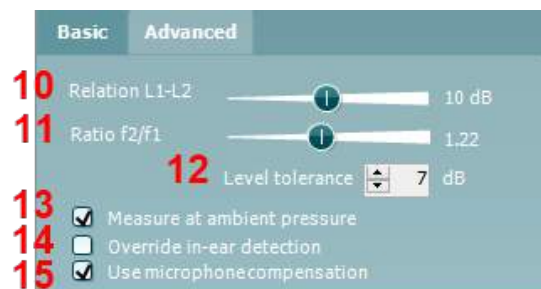 Basic Advanced
10 Relation L1-L2 10 dB
11 Ratio f2/f1 1.22
12 Level tolerance 7 dB
13 Measure at ambient pressure
14 Override in-ear detection
15 Use microphone compensation